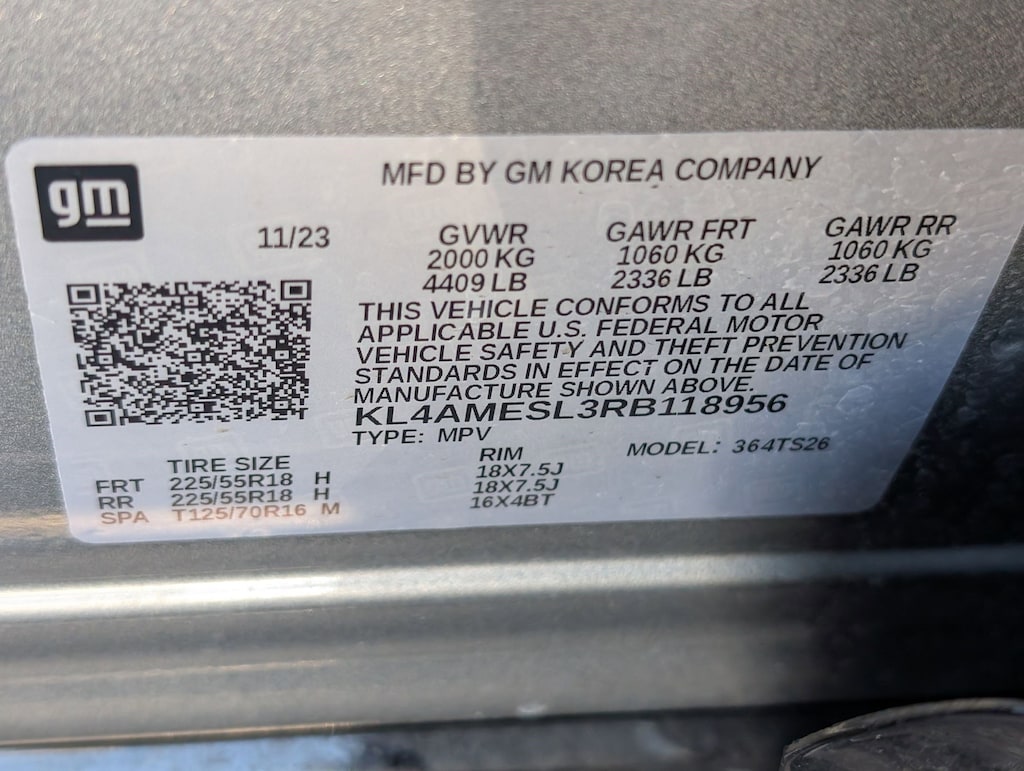 gm
MFD BY GM KOREA COMPANY
11/23
GVWR GAWR FRT GAWR RR
2000 KG 1060 KG 1060 KG
4409 LB 2336 LB 2336 LB
THIS VEHICLE CONFORMS TO ALL
APPLICABLE U.S. FEDERAL MOTOR
VEHICLE SAFETY AND THEFT PREVENTION
STANDARDS IN EFFECT ON THE DATE OF
MANUFACTURE SHOWN ABOVE.
KL4AMESL3RB118956
TYPE: MPV
MODEL: 364TS26
TIRE SIZE RIM
FRT 225/55R18 H 18X7.5J
RR 225/55R18 H 18X7.5J
SPA T125/70R16 M 16X4BT